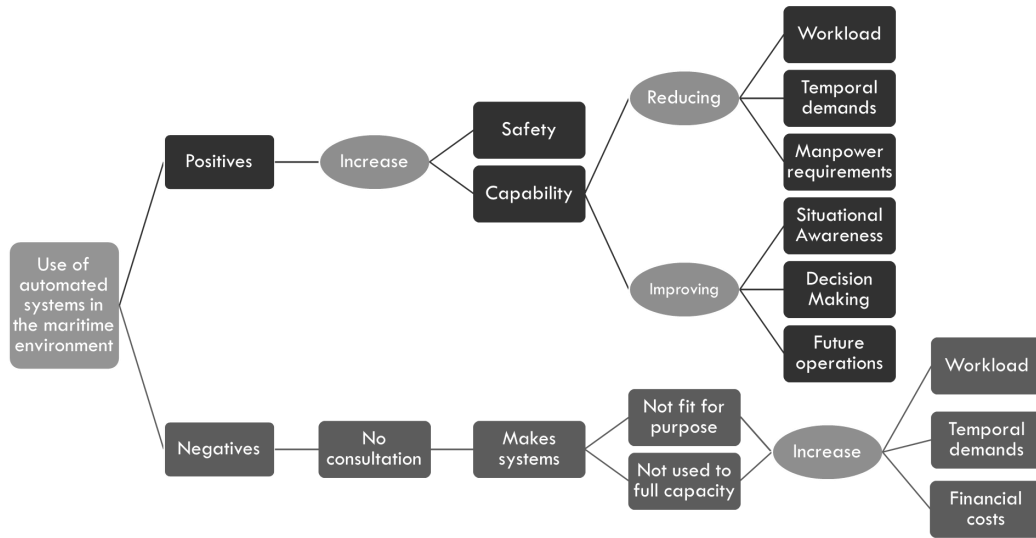 Use of
automated
systems in
the maritime
environment
Positives
Increase
Safety
Capability
Reducing
Workload
Temporal
demands
Manpower
requirements
Improving
Situational
Awareness
Decision
Making
Future
operations
Negatives
No
consultation
Makes
systems
Not fit for
purpose
Not used to
full capacity
Increase
Workload
Temporal
demands
Financial
costs